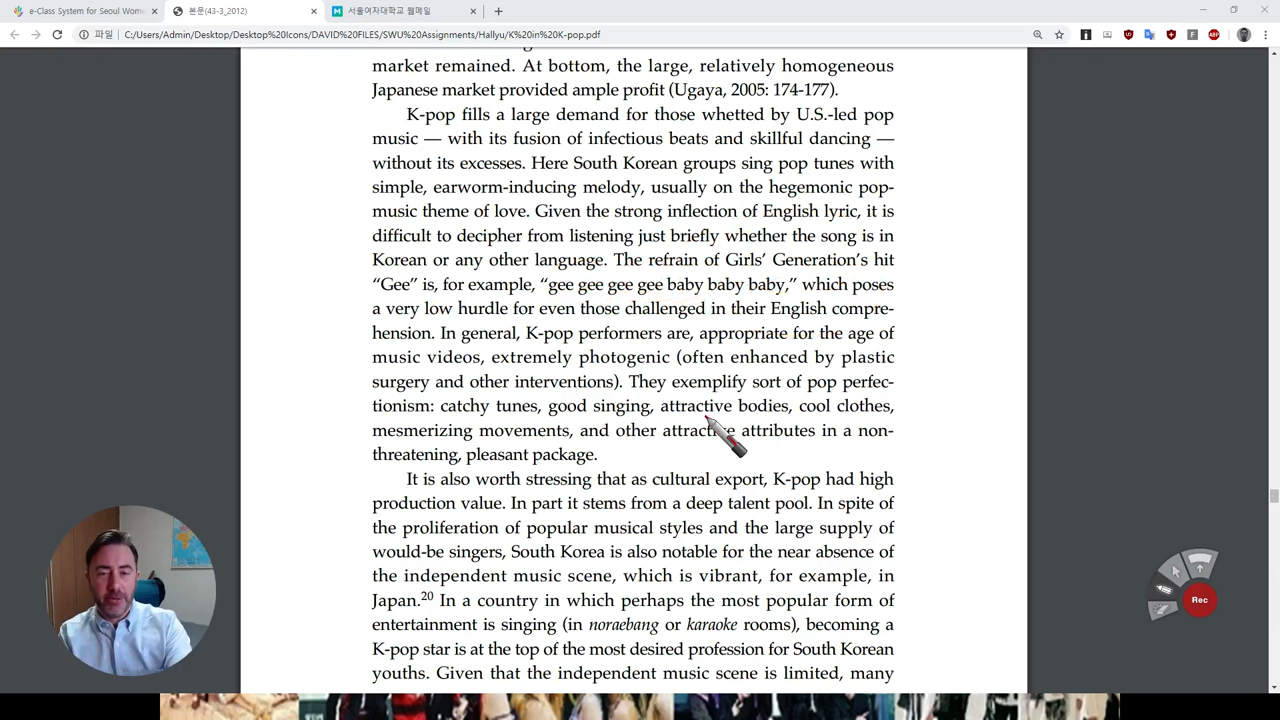 e-Class System for Seoul Wome
본문(43-3_2012)
서울여자대학교 웹메일
파일
C:/Users/Admin/Desktop/Desktop%20Icons/DAVID%20FILES/SWU%20Assignments/Hallyu/K%20in%20K-pop.pdf
market remained. At bottom, the large, relatively homogeneous
Japanese market provided ample profit (Ugaya, 2005: 174-177).
K-pop fills a large demand for those whetted by U.S.-led pop
music — with its fusion of infectious beats and skillful dancing —
without its excesses. Here South Korean groups sing pop tunes with
simple, earworm-inducing melody, usually on the hegemonic pop-
music theme of love. Given the strong inflection of English lyric, it is
difficult to decipher from listening just briefly whether the song is in
Korean or any other language. The refrain of Girls’ Generation’s hit
“Gee” is, for example, “gee gee gee gee baby baby baby,” which poses
a very low hurdle for even those challenged in their English compre-
hension. In general, K-pop performers are, appropriate for the age of
music videos, extremely photogenic (often enhanced by plastic
surgery and other interventions). They exemplify sort of pop perfec-
tionism: catchy tunes, good singing, attractive bodies, cool clothes,
mesmerizing movements, and other attractive attributes in a non-
threatening, pleasant package.
It is also worth stressing that as cultural export, K-pop had high
production value. In part it stems from a deep talent pool. In spite of
the proliferation of popular musical styles and the large supply of
would-be singers, South Korea is also notable for the near absence of
the independent music scene, which is vibrant, for example, in
Japan.20 In a country in which perhaps the most popular form of
entertainment is singing (in noraebang or karaoke rooms), becoming a
K-pop star is at the top of the most desired profession for South Korean
youths. Given that the independent music scene is limited, many
Rec